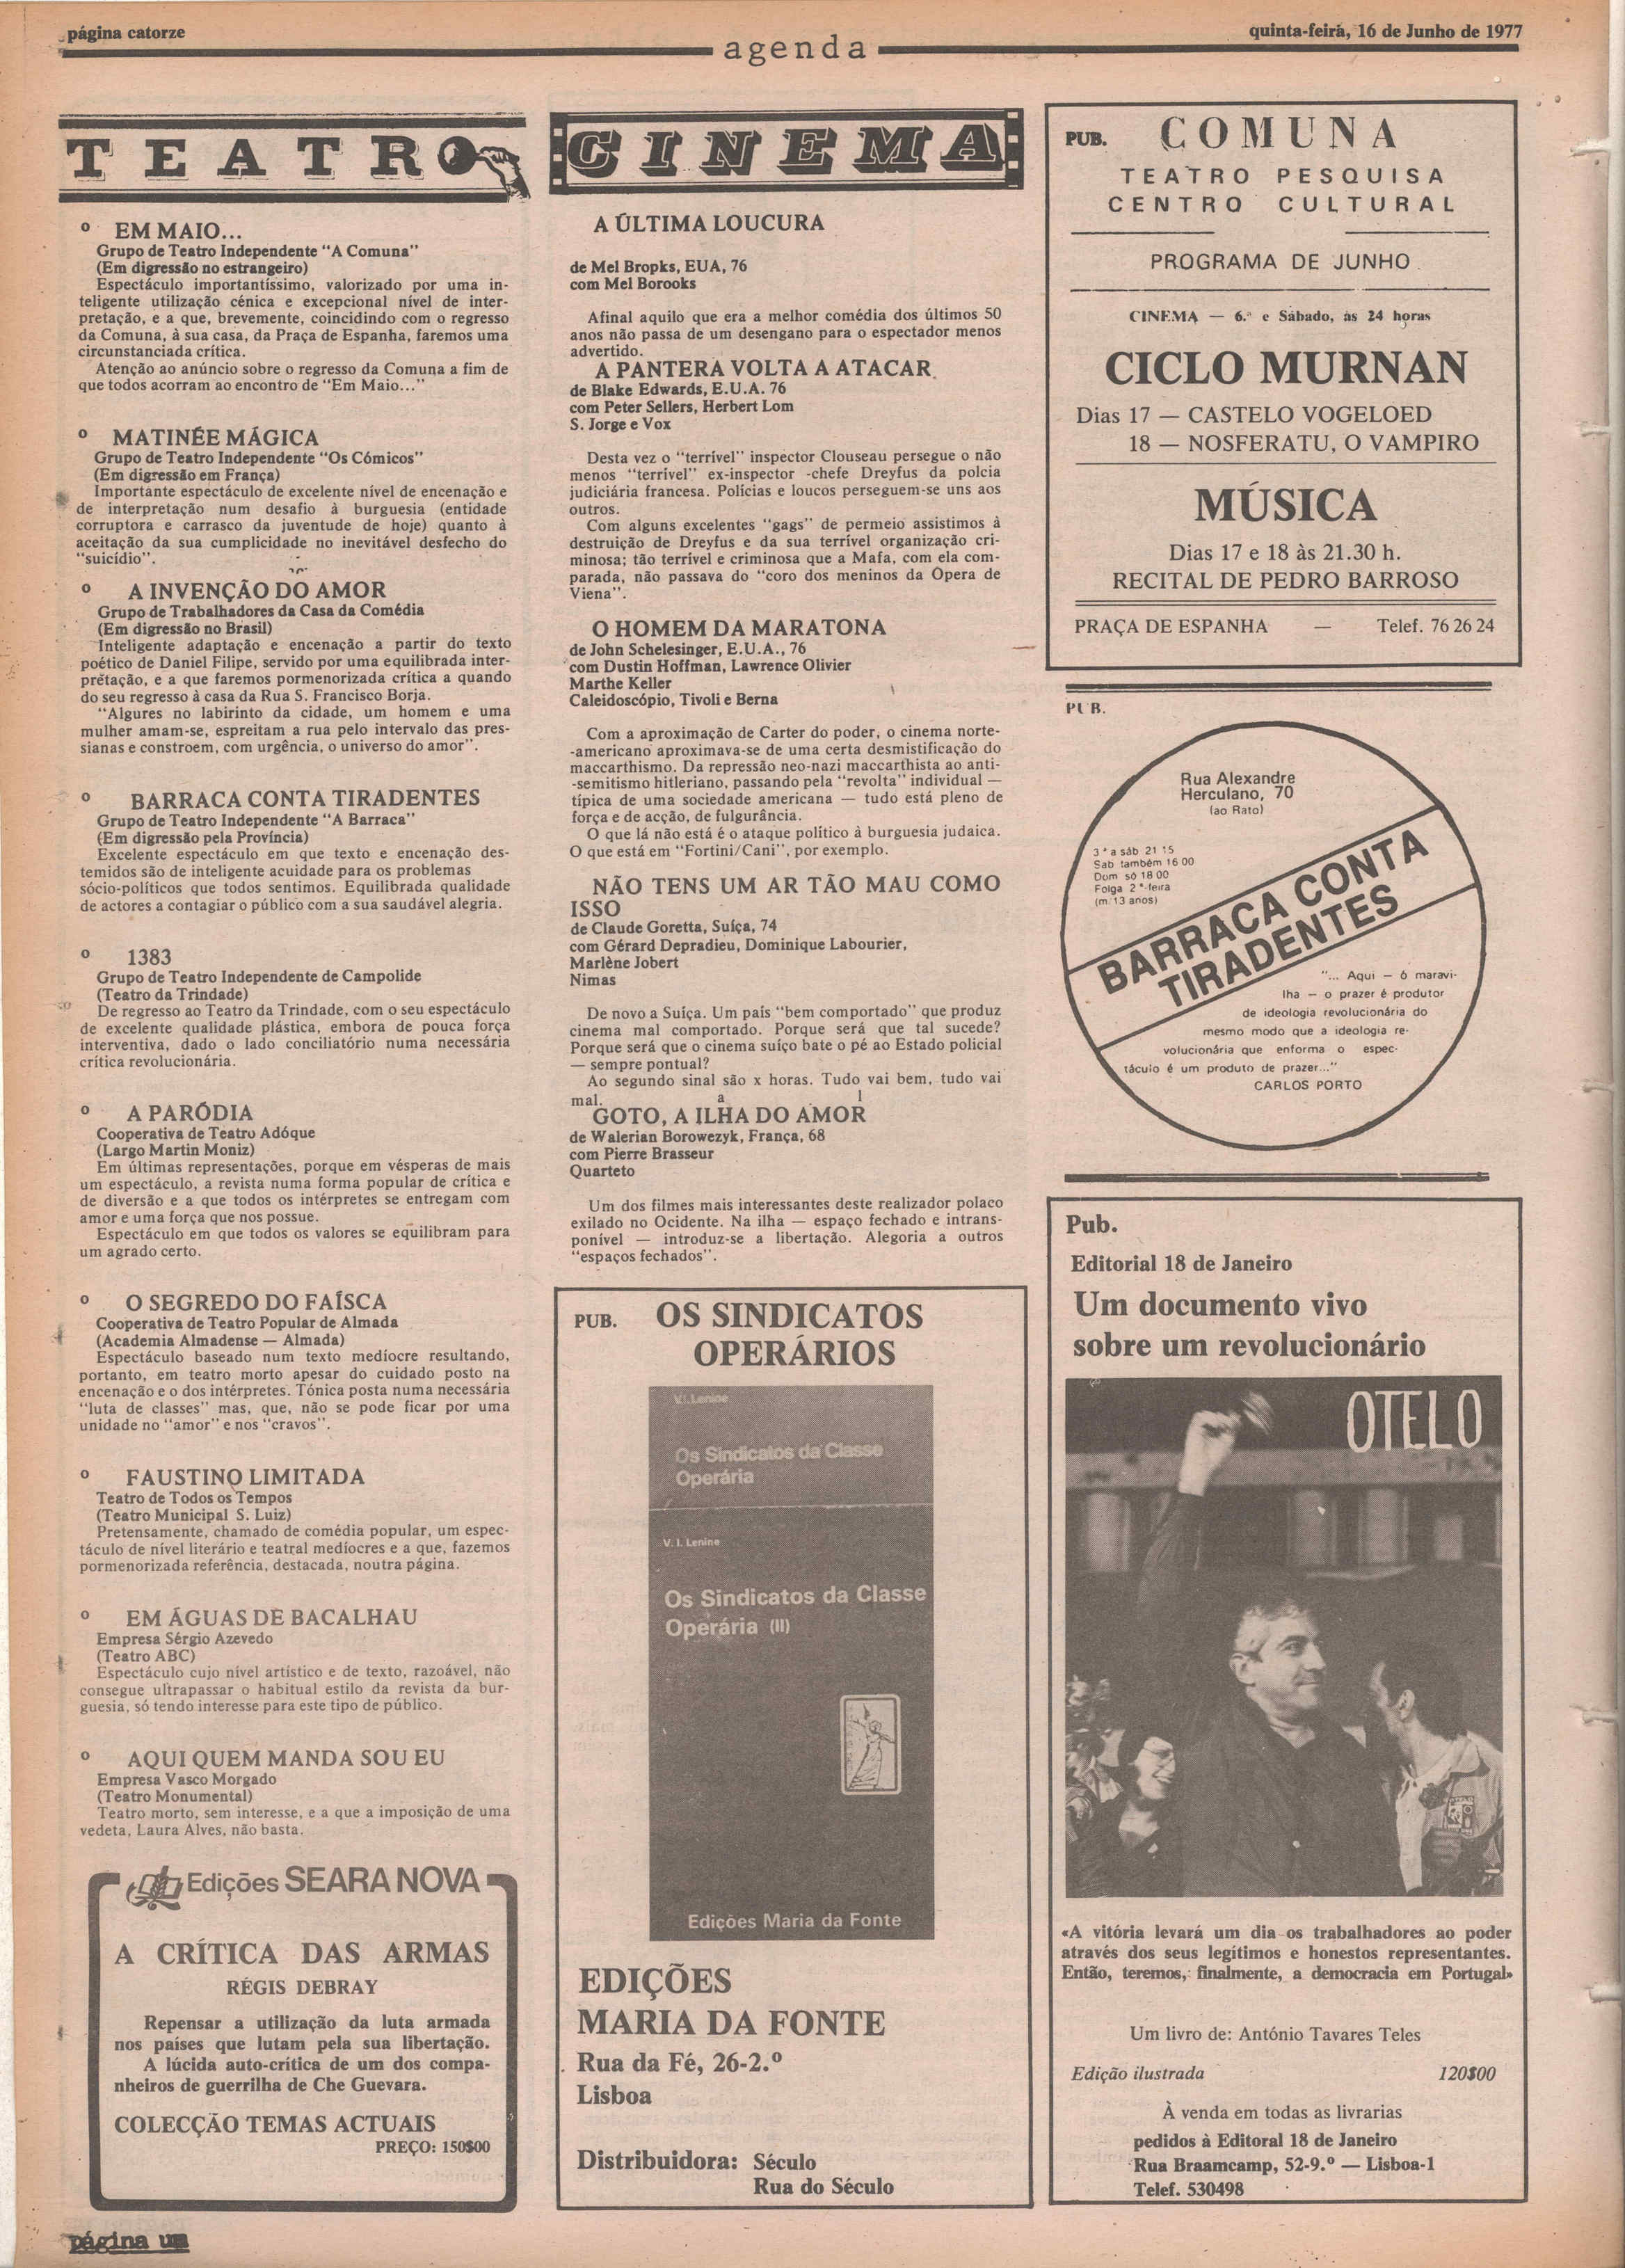 página catorze
agenda
quinta-feira, 16 de Junho de 1977
TEATRO
º EM MAIO...
Grupo de Teatro Independente "A Comuna"
(Em digressão no estrangeiro)
Espectáculo importantíssimo, valorizado por uma in-
teligente utilização cénica e excepcional nível de inter-
pretação, e a que, brevemente, coincidindo com o regresso
da Comuna, à sua casa, da Praça de Espanha, faremos uma
circunstanciada crítica.
Atenção ao anúncio sobre o regresso da Comuna a fim de
que todos acorram ao encontro de "Em Maio..."
º MATINÉE MÁGICA
Grupo de Teatro Independente "Os Cómicos"
(Em digressão em França)
Importante espectáculo de excelente nível de encenação e
de interpretação num desafio à burguesia (entidade
corruptora e carrasco da juventude de hoje) quanto à
aceitação da sua cumplicidade no inevitável desfecho do
"suicídio".
º A INVENÇÃO DO AMOR
Grupo de Trabalhadores da Casa da Comédia
(Em digressão no Brasil)
Inteligente adaptação e encenação a partir do texto
poético de Daniel Filipe, servido por uma equilibrada inter-
prétação, e a que faremos pormenorizada crítica a quando
do seu regresso à casa da Rua S. Francisco Borja.
"Algures no labirinto da cidade, um homem e uma
mulher amam-se, espreitam a rua pelo intervalo das pres-
sianas e constroem, com urgência, o universo do amor".
º BARRACA CONTA TIRADENTES
Grupo de Teatro Independente "A Barraca"
(Em digressão pela Província)
Excelente espectáculo em que texto e encenação des-
temidos são de inteligente acuidade para os problemas
sócio-políticos que todos sentimos. Equilibrada qualidade
de actores a contagiar o público com a sua saudável alegria.
º 1383
Grupo de Teatro Independente de Campolide
(Teatro da Trindade)
De regresso ao Teatro da Trindade, com o seu espectáculo
de excelente qualidade plástica, embora de pouca força
interventiva, dado o lado conciliatório numa necessária
crítica revolucionária.
º A PARÓDIA
Cooperativa de Teatro Adóque
(Largo Martin Moniz)
Em últimas representações, porque em vésperas de mais
um espectáculo, a revista numa forma popular de crítica e
de diversão e a que todos os intérpretes se entregam com
amor e uma força que nos possue.
Espectáculo em que todos os valores se equilibram para
um agrado certo.
º O SEGREDO DO FAÍSCA
Cooperativa de Teatro Popular de Almada
(Academia Almadense — Almada)
Espectáculo baseado num texto medíocre resultando,
portanto, em teatro morto apesar do cuidado posto na
encenação e o dos intérpretes. Tónica posta numa necessária
"luta de classes" mas, que, não se pode ficar por uma
unidade no "amor" e nos "cravos".
º FAUSTINO LIMITADA
Teatro de Todos os Tempos
(Teatro Municipal S. Luiz)
Pretensamente, chamado de comédia popular, um espec-
táculo de nível literário e teatral medíocres e a que, fazemos
pormenorizada referência, destacada, noutra página.
º EM ÁGUAS DE BACALHAU
Empresa Sérgio Azevedo
(Teatro ABC)
Espectáculo cujo nível artístico e de texto, razoável, não
consegue ultrapassar o habitual estilo da revista da bur-
guesia, só tendo interesse para este tipo de público.
º AQUI QUEM MANDA SOU EU
Empresa Vasco Morgado
(Teatro Monumental)
Teatro morto, sem interesse, e a que a imposição de uma
vedeta, Laura Alves, não basta.
Edições SEARA NOVA
A CRÍTICA DAS ARMAS
RÉGIS DEBRAY
Repensar a utilização da luta armada
nos países que lutam pela sua libertação.
A lúcida auto-crítica de um dos compa-
nheiros de guerrilha de Che Guevara.
COLECÇÃO TEMAS ACTUAIS
PREÇO: 150$00
CINEMA
A ÚLTIMA LOUCURA
de Mel Bropks, EUA, 76
com Mel Borooks
Afinal aquilo que era a melhor comédia dos últimos 50
anos não passa de um desengano para o espectador menos
advertido.
A PANTERA VOLTA A ATACAR
de Blake Edwards, E.U.A. 76
com Peter Sellers, Herbert Lom
S. Jorge e Vox
Desta vez o "terrível" inspector Clouseau persegue o não
menos "terrível" ex-inspector -chefe Dreyfus da polcia
judiciária francesa. Polícias e loucos perseguem-se uns aos
outros.
Com alguns excelentes "gags" de permeio assistimos à
destruição de Dreyfus e da sua terrível organização cri-
minosa; tão terrível e criminosa que a Mafa, com ela com-
parada, não passava do "coro dos meninos da Ópera de
Viena".
O HOMEM DA MARATONA
de John Schelesinger, E.U.A., 76
com Dustin Hoffman, Lawrence Olivier
Marthe Keller
Caleidoscópio, Tivoli e Berna
Com a aproximação de Carter do poder, o cinema norte-
-americano aproximava-se de uma certa desmistificação do
maccarthismo. Da repressão neo-nazi maccarthista ao anti-
-semitismo hitleriano, passando pela "revolta" individual —
típica de uma sociedade americana — tudo está pleno de
força e de acção, de fulgurância.
O que lá não está é o ataque político à burguesia judaica.
O que está em "Fortini/Cani", por exemplo.
NÃO TENS UM AR TÃO MAU COMO
ISSO
de Claude Goretta, Suíça, 74
com Gérard Depradieu, Dominique Labourier,
Marlène Jobert
Nimas
De novo a Suíça. Um país "bem comportado" que produz
cinema mal comportado. Porque será que tal sucede?
Porque será que o cinema suíço bate o pé ao Estado policial
— sempre pontual?
Ao segundo sinal são x horas. Tudo vai bem, tudo vai
mal. a l
GOTO, A ILHA DO AMOR
de Walerian Borowezyk, França, 68
com Pierre Brasseur
Quarteto
Um dos filmes mais interessantes deste realizador polaco
exilado no Ocidente. Na ilha — espaço fechado e intrans-
ponível — introduz-se a libertação. Alegoria a outros
"espaços fechados".
PUB.
OS SINDICATOS
OPERÁRIOS
V.I. Lenine
Os Sindicatos da Classe
Operária
V. I. Lenine
Os Sindicatos da Classe
Operária (II)
Edições Maria da Fonte
EDIÇÕES
MARIA DA FONTE
Rua da Fé, 26-2.º
Lisboa
Distribuidora: Século
Rua do Século
PUB.
COMUNA
TEATRO PESQUISA
CENTRO CULTURAL
PROGRAMA DE JUNHO
CINEMA — 6.ª e Sábado, às 24 horas
CICLO MURNAN
Dias 17 — CASTELO VOGELOED
18 — NOSFERATU, O VAMPIRO
MÚSICA
Dias 17 e 18 às 21.30 h.
RECITAL DE PEDRO BARROSO
PRAÇA DE ESPANHA — Telef. 76 26 24
PUB.
Rua Alexandre
Herculano, 70
(ao Rato)
3ª a sáb 21 15
Sab também 16 00
Dom só 18 00
Folga 2ª-feira
(m. 13 anos)
BARRACA CONTA
TIRADENTES
"... Aqui — ó maravi-
lha — o prazer é produtor
de ideologia revolucionária do
mesmo modo que a ideologia re-
volucionária que enforma o espec-
táculo é um produto de prazer..."
CARLOS PORTO
Pub.
Editorial 18 de Janeiro
Um documento vivo
sobre um revolucionário
OTELO
«A vitória levará um dia os trabalhadores ao poder
através dos seus legítimos e honestos representantes.
Então, teremos, finalmente, a democracia em Portugal»
Um livro de: António Tavares Teles
Edição ilustrada 120$00
À venda em todas as livrarias
pedidos à Editoral 18 de Janeiro
Rua Braamcamp, 52-9.º — Lisboa-1
Telef. 530498
página um